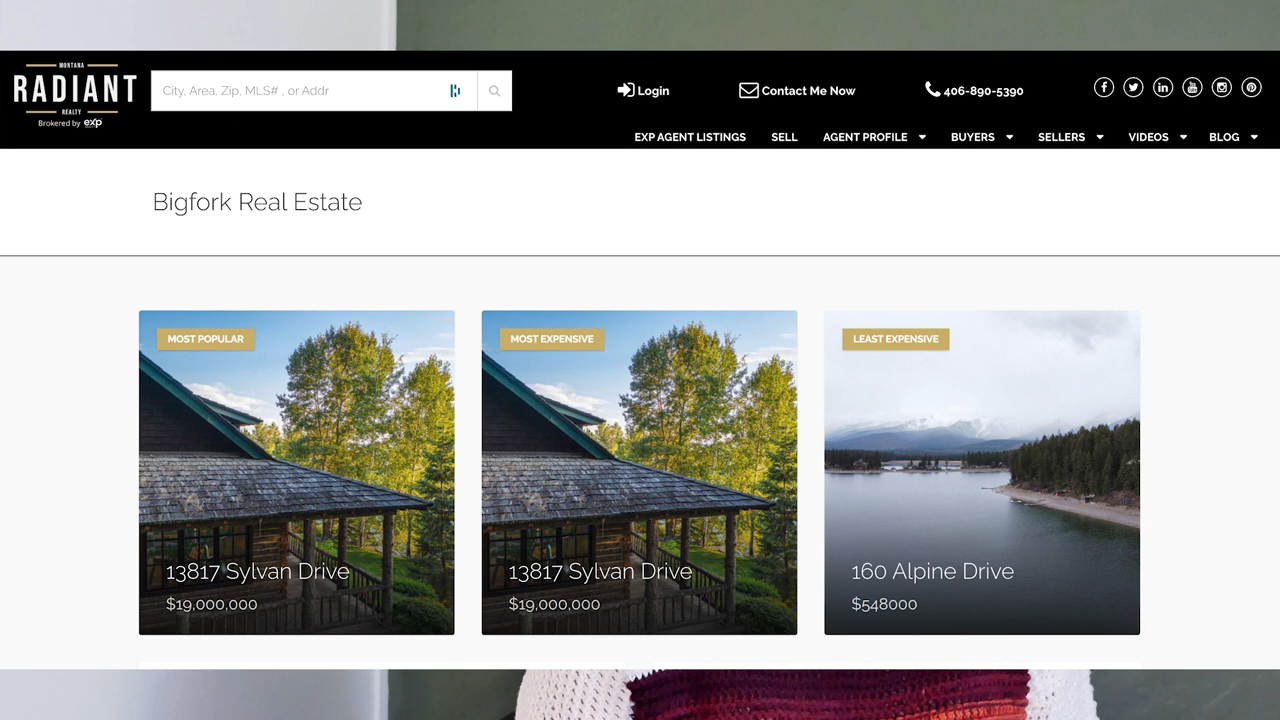 MONTANA
RADIANT
REALTY
Brokered by exp
City, Area, Zip, MLS# , or Addr
Login
Contact Me Now
406-890-5390
EXP AGENT LISTINGS
SELL
AGENT PROFILE
BUYERS
SELLERS
VIDEOS
BLOG
Bigfork Real Estate
MOST POPULAR
13817 Sylvan Drive
$19,000,000
MOST EXPENSIVE
13817 Sylvan Drive
$19,000,000
LEAST EXPENSIVE
160 Alpine Drive
$548000